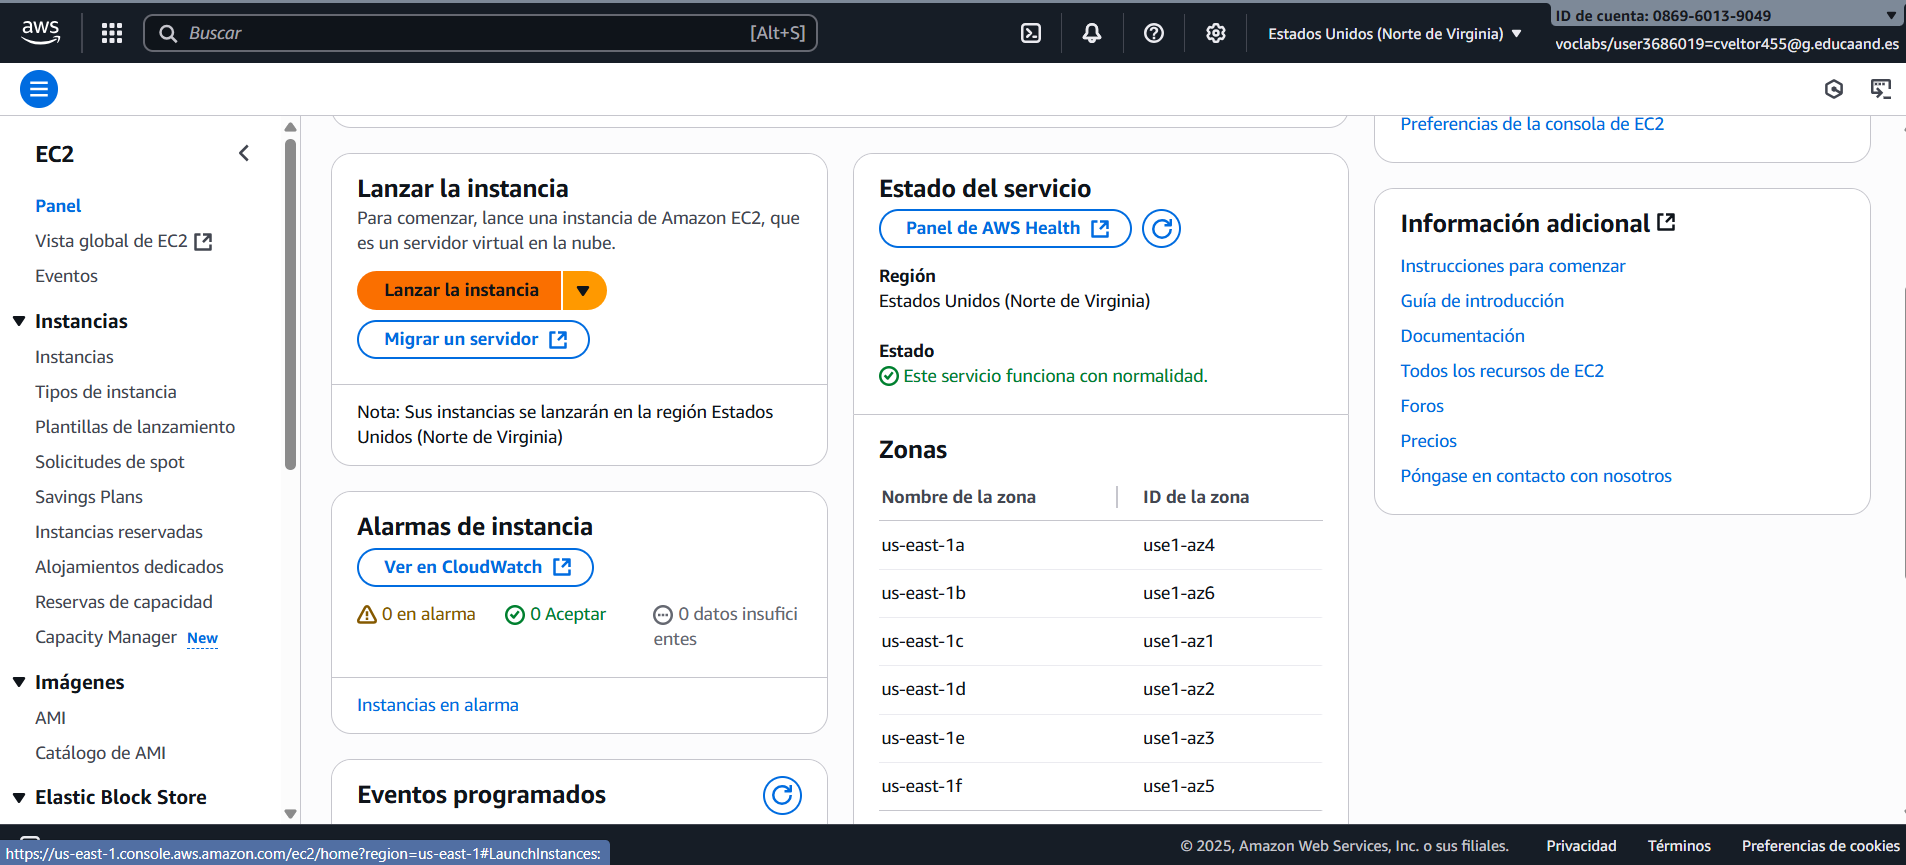 aws
Buscar
[Alt+S]
Estados Unidos (Norte de Virginia)
ID de cuenta: 0869-6013-9049
voclabs/user3686019=cveltor455@g.educaand.es
EC2
Panel
Vista global de EC2
Eventos
Instancias
Instancias
Tipos de instancia
Plantillas de lanzamiento
Solicitudes de spot
Savings Plans
Instancias reservadas
Alojamientos dedicados
Reservas de capacidad
Capacity Manager New
Imágenes
AMI
Catálogo de AMI
Elastic Block Store
Lanzar la instancia
Para comenzar, lance una instancia de Amazon EC2, que
es un servidor virtual en la nube.
Lanzar la instancia
Migrar un servidor
Nota: Sus instancias se lanzarán en la región Estados
Unidos (Norte de Virginia)
Alarmas de instancia
Ver en CloudWatch
0 en alarma
0 Aceptar
0 datos insufici
entes
Instancias en alarma
Eventos programados
Estado del servicio
Panel de AWS Health
Región
Estados Unidos (Norte de Virginia)
Estado
Este servicio funciona con normalidad.
Zonas
Nombre de la zona ID de la zona
us-east-1a use1-az4
us-east-1b use1-az6
us-east-1c use1-az1
us-east-1d use1-az2
us-east-1e use1-az3
us-east-1f use1-az5
Preferencias de la consola de EC2
Información adicional
Instrucciones para comenzar
Guía de introducción
Documentación
Todos los recursos de EC2
Foros
Precios
Póngase en contacto con nosotros
https://us-east-1.console.aws.amazon.com/ec2/home?region=us-east-1#LaunchInstances:
© 2025, Amazon Web Services, Inc. o sus filiales.
Privacidad
Términos
Preferencias de cookies